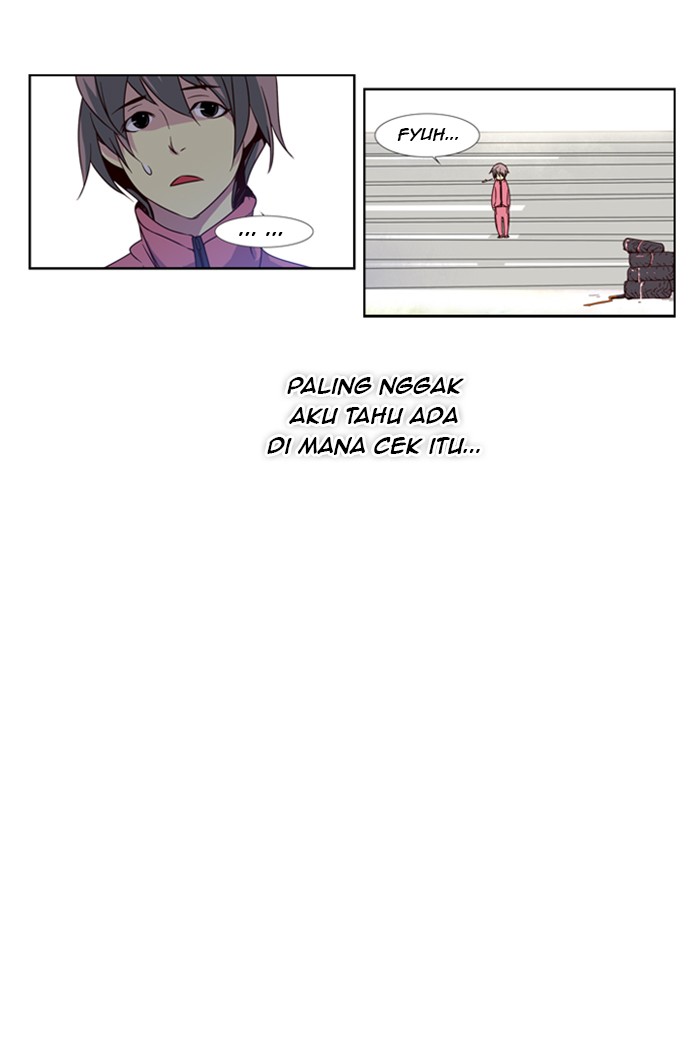 ... ...
FYUH...
PALING NGGAK
AKU TAHU ADA
DI MANA CEK ITU...